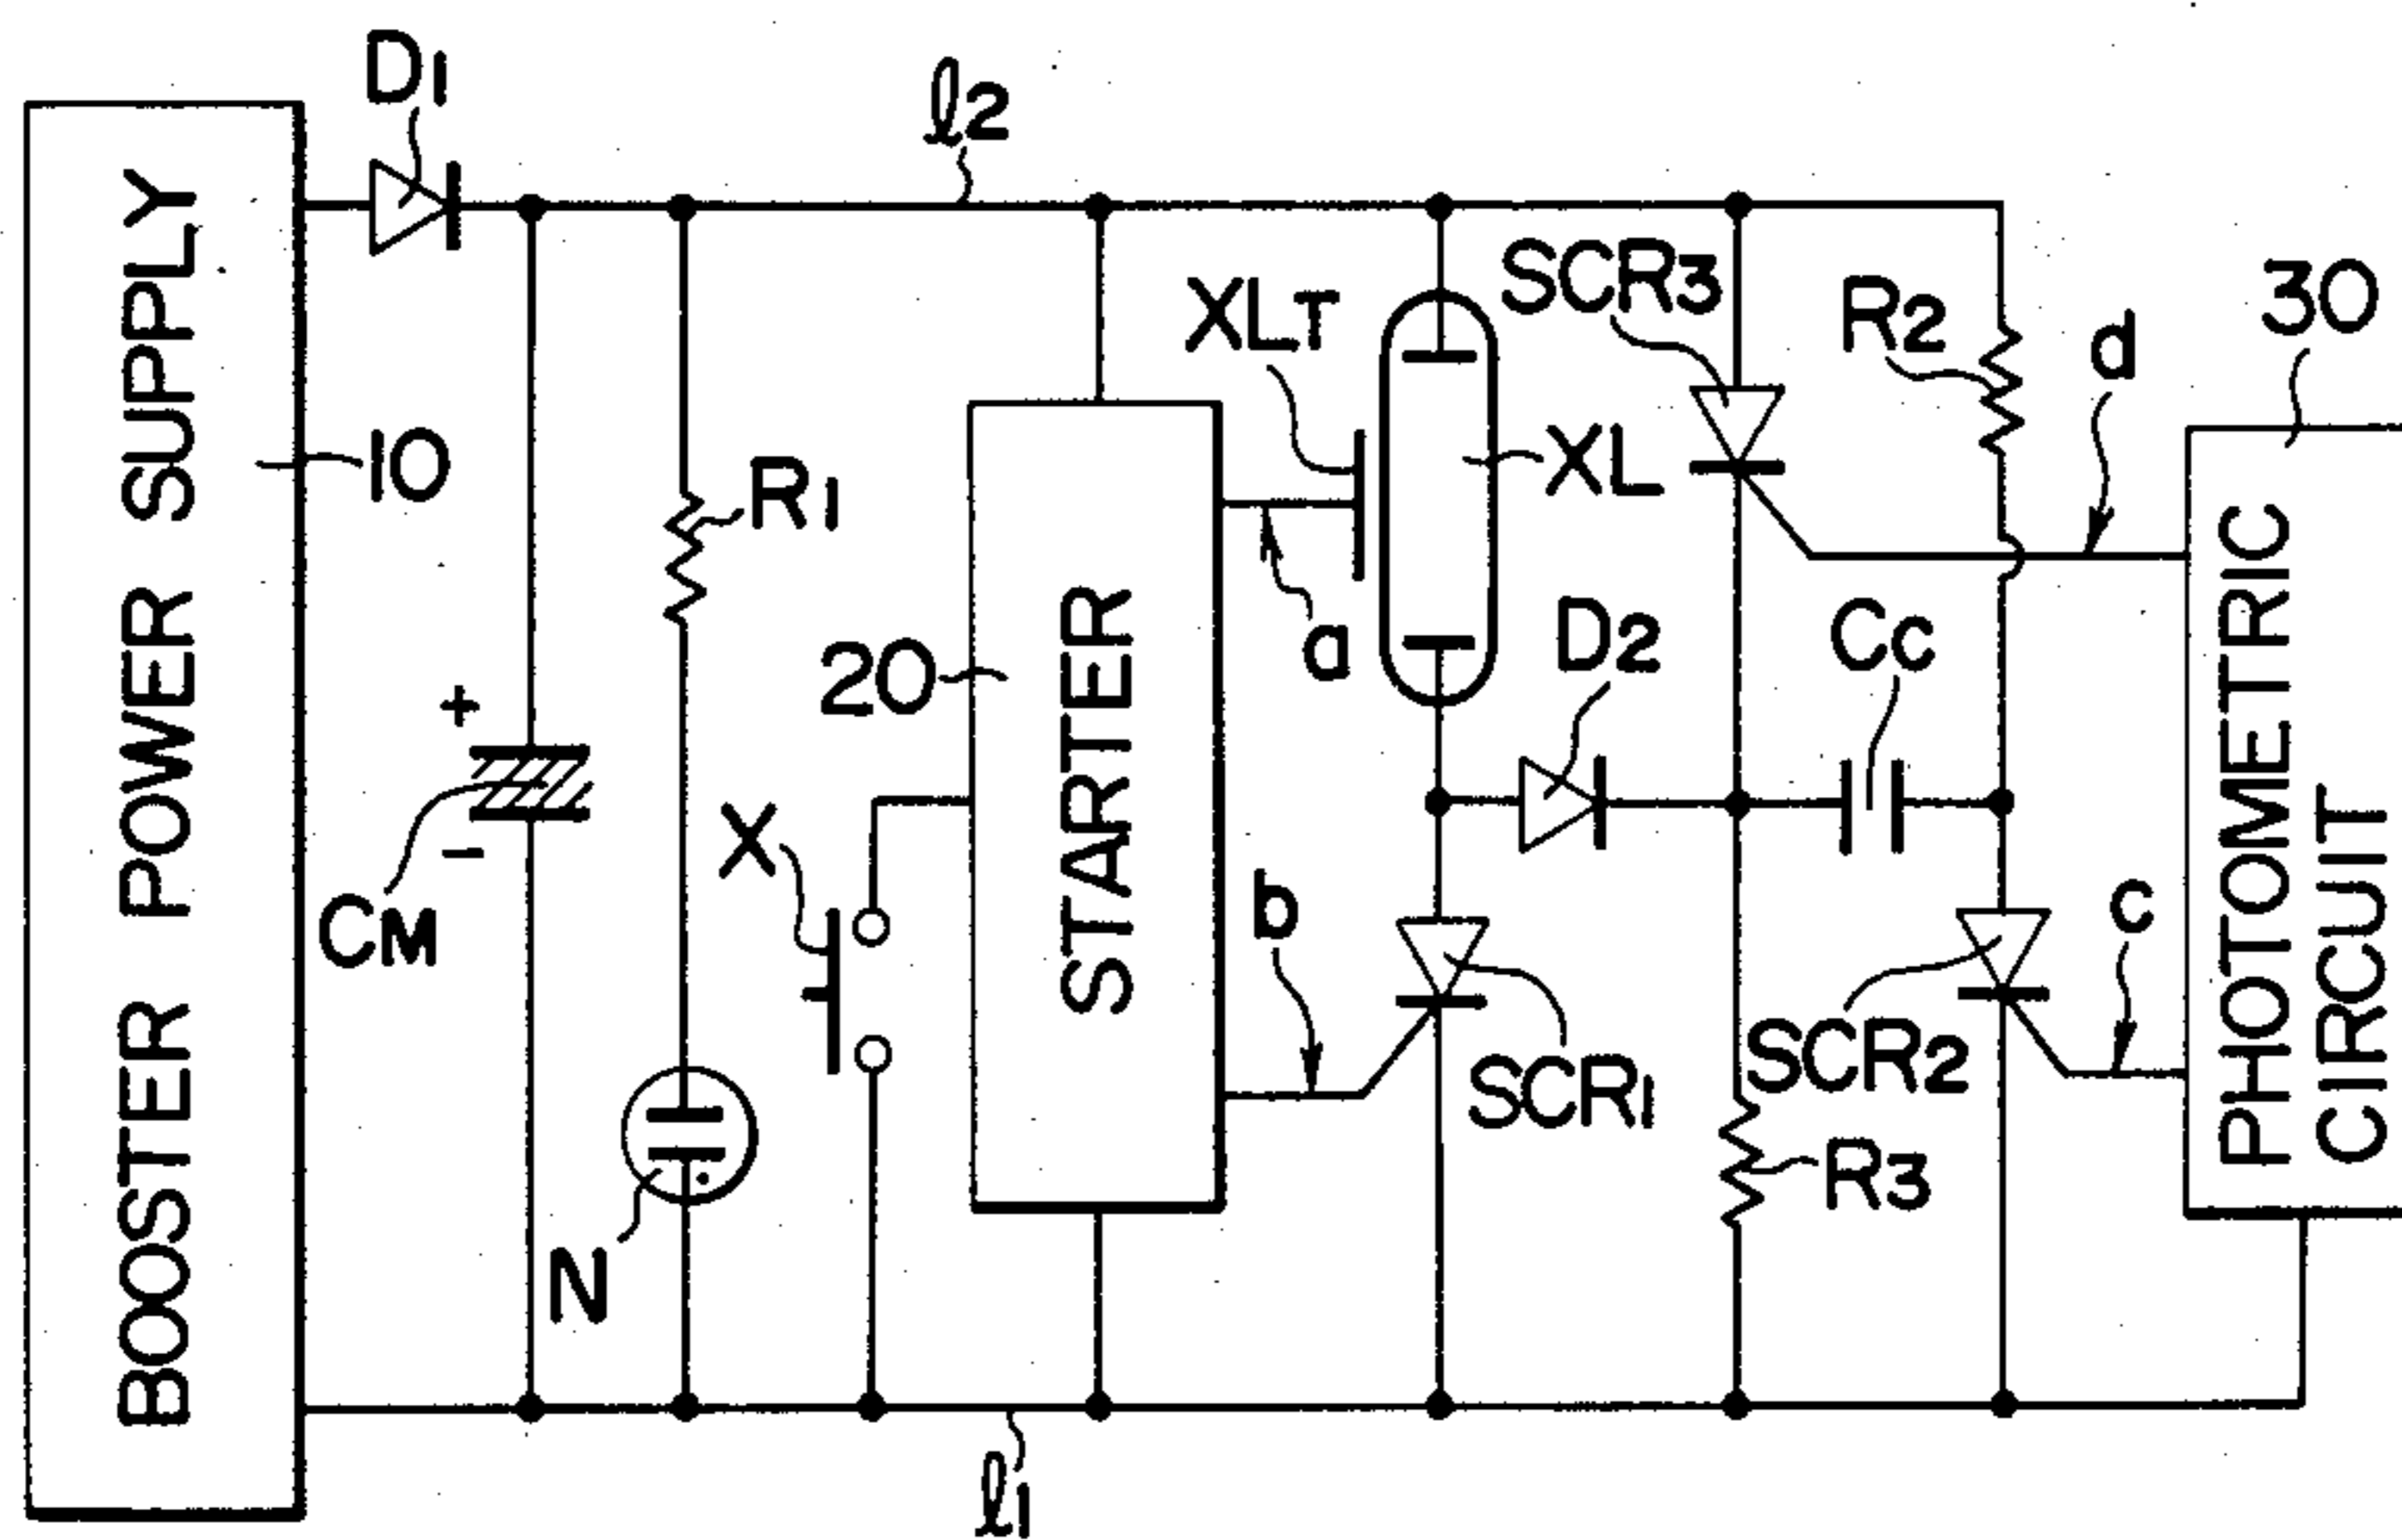 D1
l2
BOOSTER POWER SUPPLY
10
R1
+
-
CM
N
X
20
STARTER
XLT
a
XL
SCR3
R2
d
30
D2
CC
b
SCR1
SCR2
c
R3
PHOTOMETRIC
CIRCUIT
l1